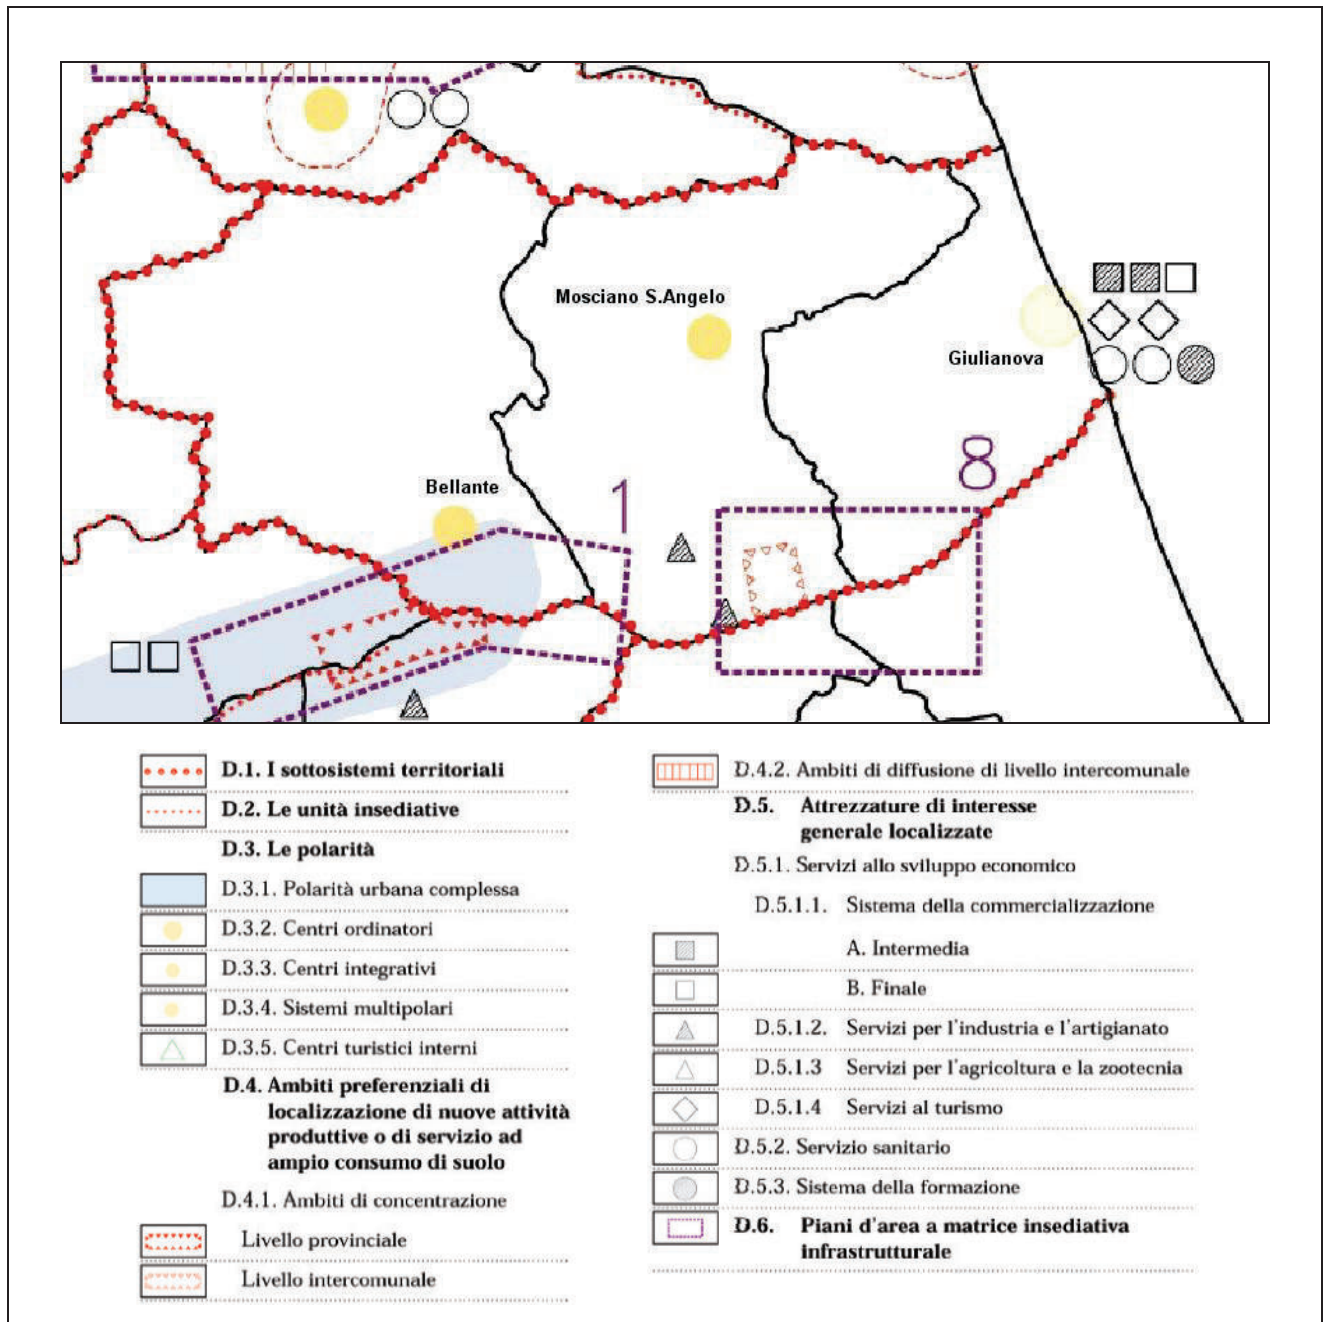 Mosciano S.Angelo
Giulianova
8
Bellante
1
D.1. I sottosistemi territoriali
D.2. Le unità insediative
D.3. Le polarità
D.3.1. Polarità urbana complessa
D.3.2. Centri ordinatori
D.3.3. Centri integrativi
D.3.4. Sistemi multipolari
D.3.5. Centri turistici interni
D.4. Ambiti preferenziali di
localizzazione di nuove attività
produttive o di servizio ad
ampio consumo di suolo
D.4.1. Ambiti di concentrazione
Livello provinciale
Livello intercomunale
D.4.2. Ambiti di diffusione di livello intercomunale
D.5. Attrezzature di interesse
generale localizzate
D.5.1. Servizi allo sviluppo economico
D.5.1.1. Sistema della commercializzazione
A. Intermedia
B. Finale
D.5.1.2. Servizi per l'industria e l'artigianato
D.5.1.3 Servizi per l'agricoltura e la zootecnia
D.5.1.4 Servizi al turismo
D.5.2. Servizio sanitario
D.5.3. Sistema della formazione
D.6. Piani d'area a matrice insediativa
infrastrutturale